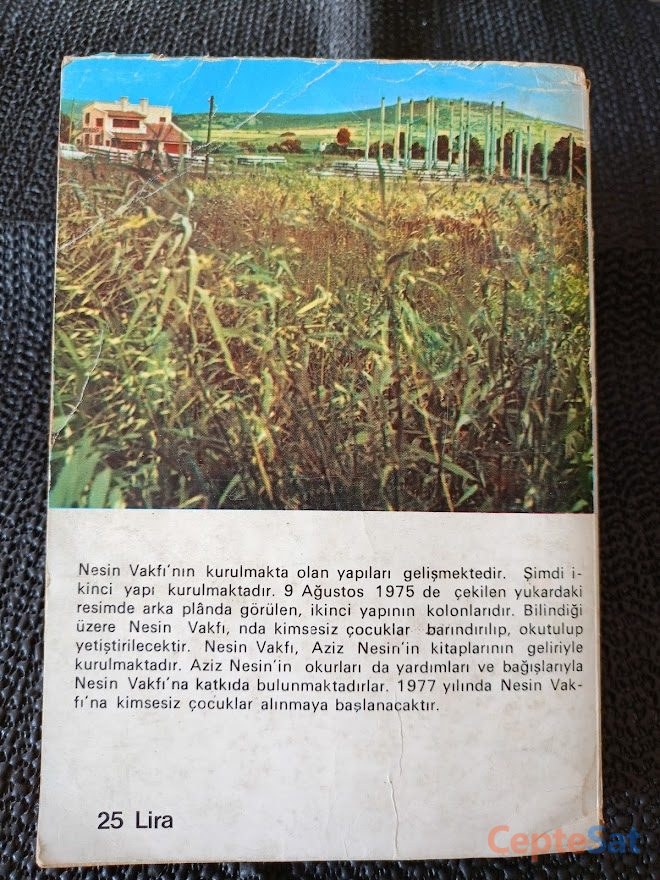 Nesin Vakfı'nın kurulmakta olan yapıları gelişmektedir. Şimdi i-
kinci yapı kurulmaktadır. 9 Ağustos 1975 de çekilen yukardaki
resimde arka plânda görülen, ikinci yapının kolonlarıdır. Bilindiği
üzere Nesin Vakfı, nda kimsesiz çocuklar barındırılıp, okutulup
yetiştirilecektir. Nesin Vakfı, Aziz Nesin'in kitaplarının geliriyle
kurulmaktadır. Aziz Nesin'in okurları da yardımları ve bağışlarıyla
Nesin Vakfı'na katkıda bulunmaktadırlar. 1977 yılında Nesin Vak-
fı'na kimsesiz çocuklar alınmaya başlanacaktır.
25 Lira
CepteSat